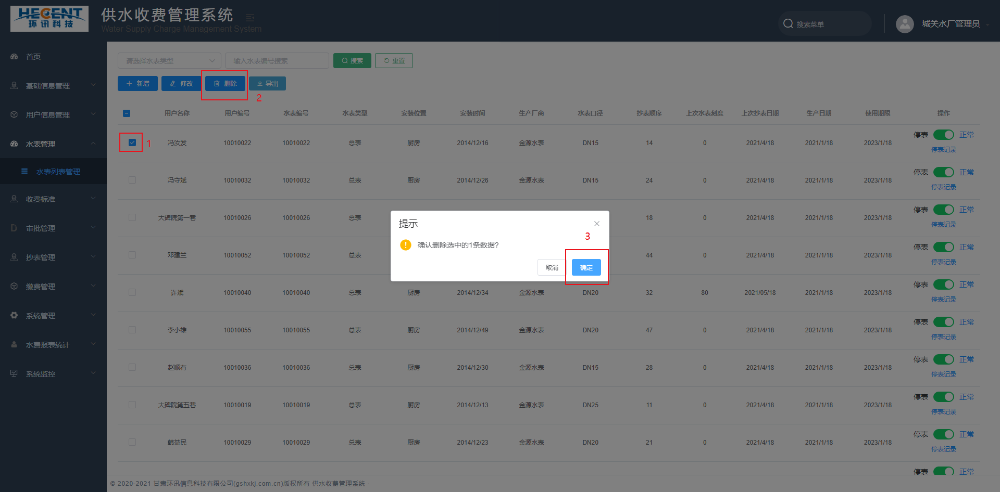 HECENT
环讯科技
供水收费管理系统
Water Supply Charge Management System
搜索菜单
城关水厂管理员
首页
基础信息管理
用户信息管理
水表管理
水表列表管理
收费标准
审批管理
抄表管理
缴费管理
系统管理
水费报表统计
系统监控
请选择水表类型 输入水表编号搜索 搜索 重置
新增 修改 删除 导出
2
用户名称 用户编号 水表编号 水表类型 安装位置 安装时间 生产厂商 水表口径 抄表顺序 上次水表刻度 上次抄表日期 生产日期 使用期限 操作
1 冯汝发 10010022 10010022 总表 厨房 2014/12/16 金源水表 DN15 14 0 2021/4/18 2021/1/18 2023/1/18 停表 正常
停表记录
冯守斌 10010032 10010032 总表 厨房 2014/12/26 金源水表 DN15 24 0 2021/4/18 2021/1/18 2023/1/18 停表 正常
停表记录
大碑院第一巷 10010026 10010026 总表 18 0 2021/4/18 2021/1/18 2023/1/18 停表 正常
停表记录
邓建兰 10010052 10010052 总表 44 0 2021/4/18 2021/1/18 2023/1/18 停表 正常
停表记录
许斌 10010040 10010040 总表 厨房 2014/12/34 金源水表 DN20 32 80 2021/05/18 2021/1/18 2023/1/18 停表 正常
停表记录
李小雄 10010055 10010055 总表 厨房 2014/12/49 金源水表 DN20 47 0 2021/4/18 2021/1/18 2023/1/18 停表 正常
停表记录
赵顺有 10010036 10010036 总表 厨房 2014/12/30 金源水表 DN15 28 0 2021/4/18 2021/1/18 2023/1/18 停表 正常
停表记录
大碑院第五巷 10010019 10010019 总表 厨房 2014/12/13 金源水表 DN25 11 0 2021/4/18 2021/1/18 2023/1/18 停表 正常
停表记录
韩益民 10010029 10010029 总表 厨房 2014/12/23 金源水表 DN20 21 0 2021/4/18 2021/1/18 2023/1/18 停表 正常
停表记录
停表 正常
提示
3
确认删除选中的1条数据?
取消 确定
© 2020-2021 甘肃环讯信息科技有限公司(gshxkj.com.cn)版权所有 供水收费管理系统 ·